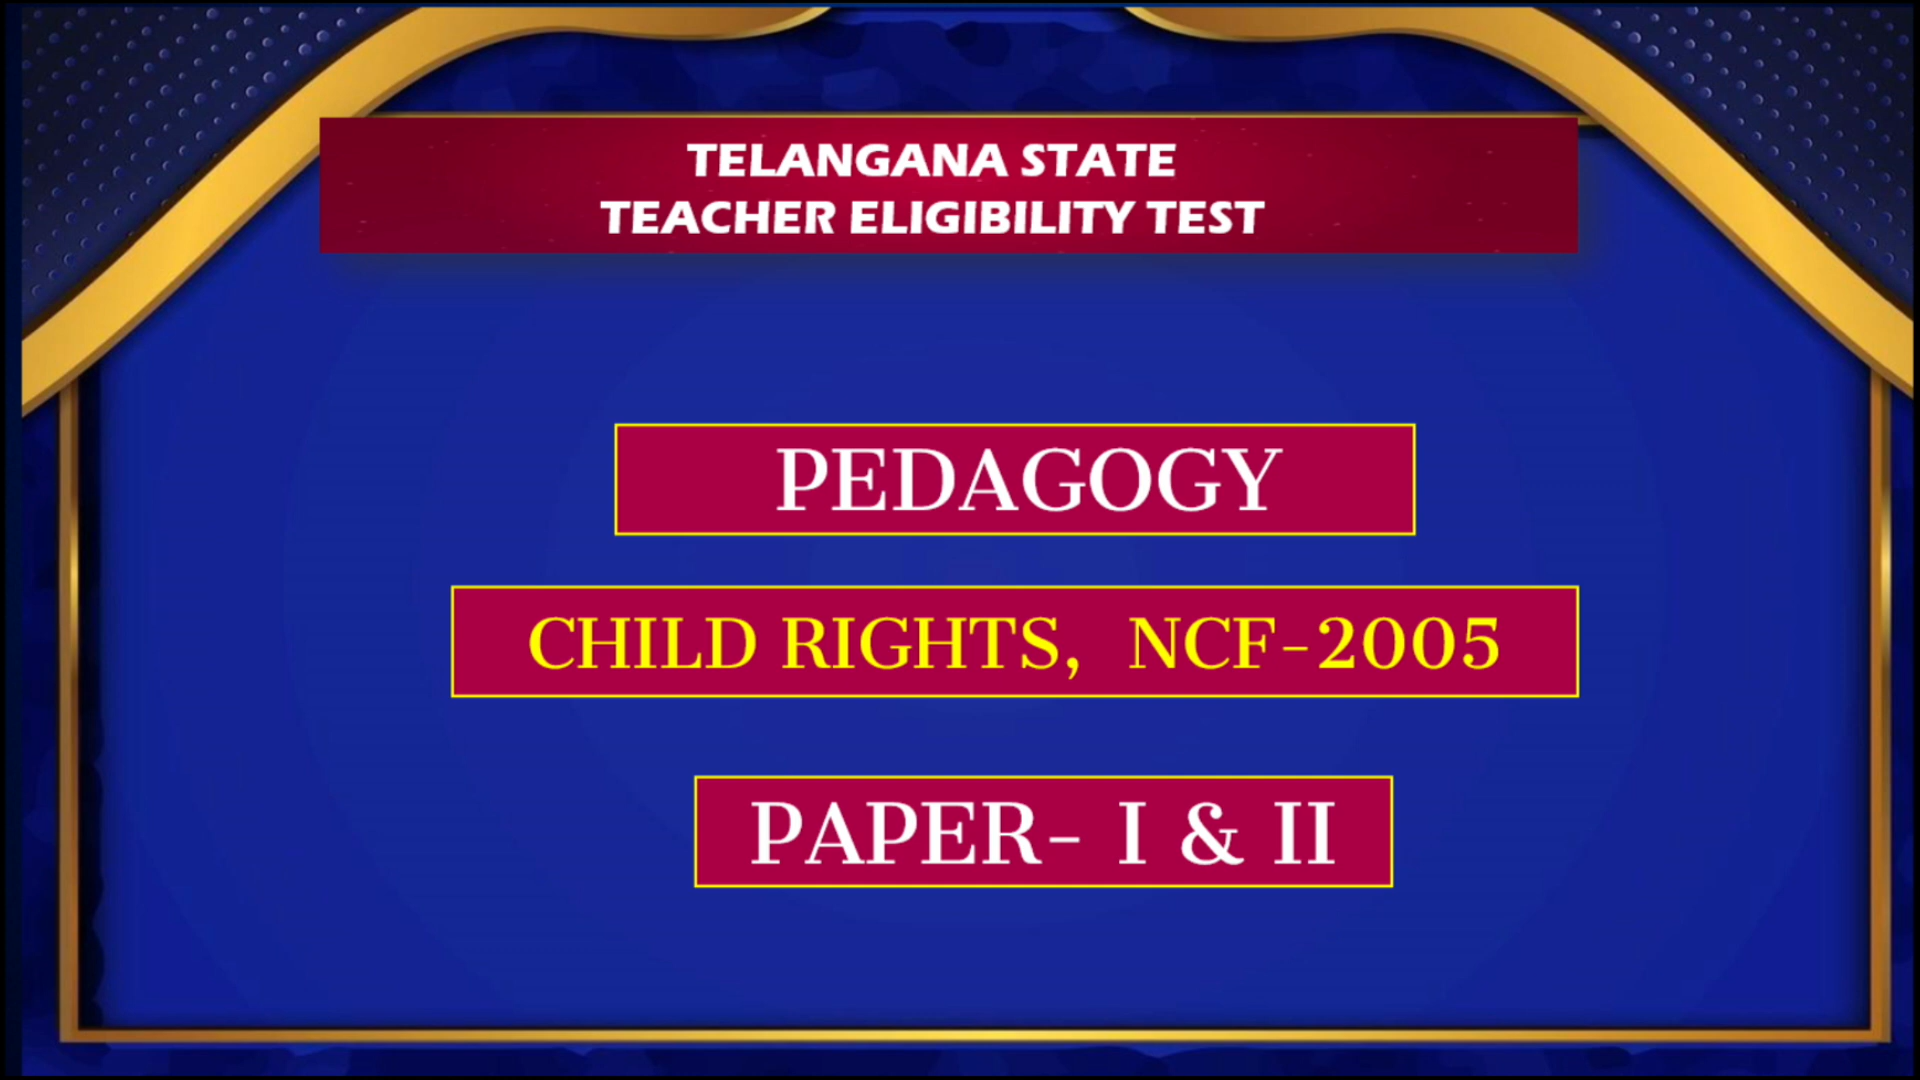 TELANGANA STATE
TEACHER ELIGIBILITY TEST
PEDAGOGY
CHILD RIGHTS, NCF-2005
PAPER- I & II